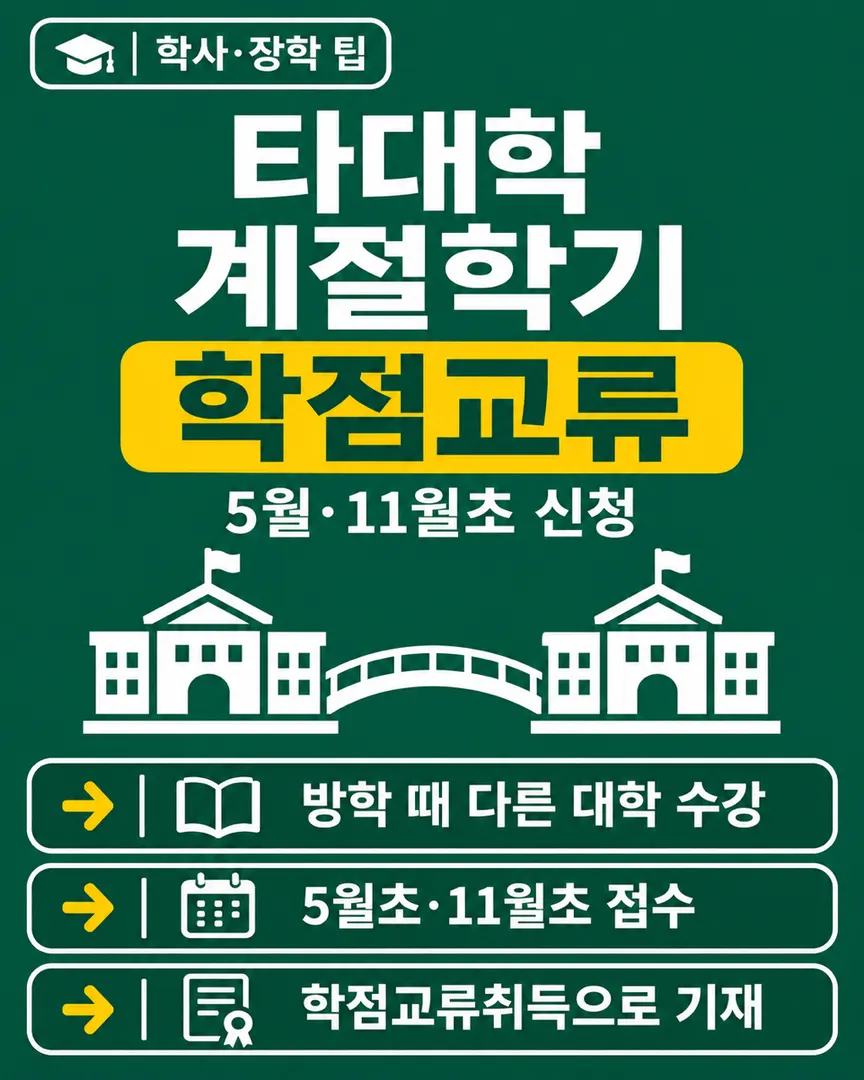 학사·장학 팁
타대학
계절학기
학점교류
5월·11월초 신청
방학 때 다른 대학 수강
5월초·11월초 접수
학점교류취득으로 기재